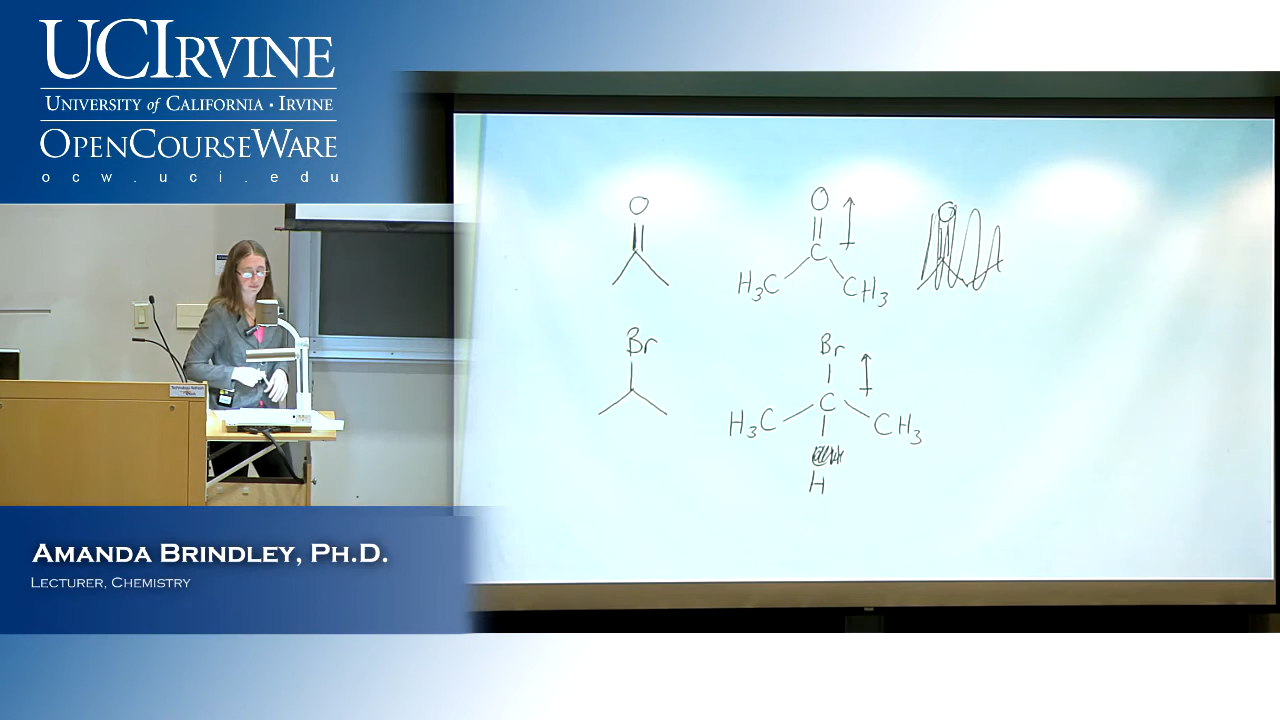 UCIRVINE
UNIVERSITY of CALIFORNIA • IRVINE
OPENCOURSEWARE
ocw.uci.edu
O
O
C
H₃C CH₃
O
Br
Br
C
H₃C CH₃
H
AMANDA BRINDLEY, PH.D.
LECTURER, CHEMISTRY